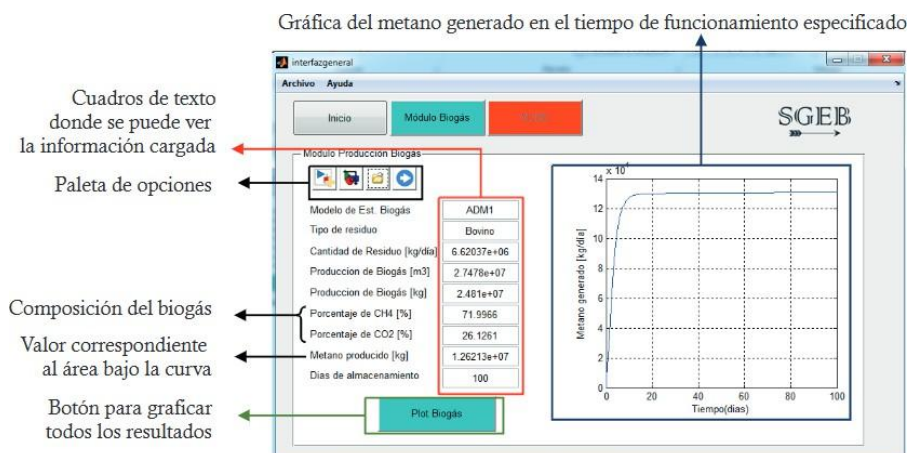 Gráfica del metano generado en el tiempo de funcionamiento especificado
interfazgeneral
Archivo Ayuda
Inicio
Módulo Biogás
SGEB
Cuadros de texto
donde se puede ver
la información cargada
Paleta de opciones
Modulo Producción Biogás
Modelo de Est. Biogás ADM1
Tipo de residuo Bovino
Cantidad de Residuo [kg/día] 6.62037e+06
Produccion de Biogás [m3] 2.7478e+07
Produccion de Biogás [kg] 2.481e+07
Composición del biogás
Porcentaje de CH4 [%] 71.9966
Porcentaje de CO2 [%] 26.1261
Valor correspondiente
al área bajo la curva
Metano producido [kg] 1.26213e+07
Dias de almacenamiento 100
Botón para graficar
todos los resultados
Plot Biogás
x 10
14
12
10
8
6
4
2
0
Metano generado [kg/día]
0 20 40 60 80 100
Tiempo(dias)